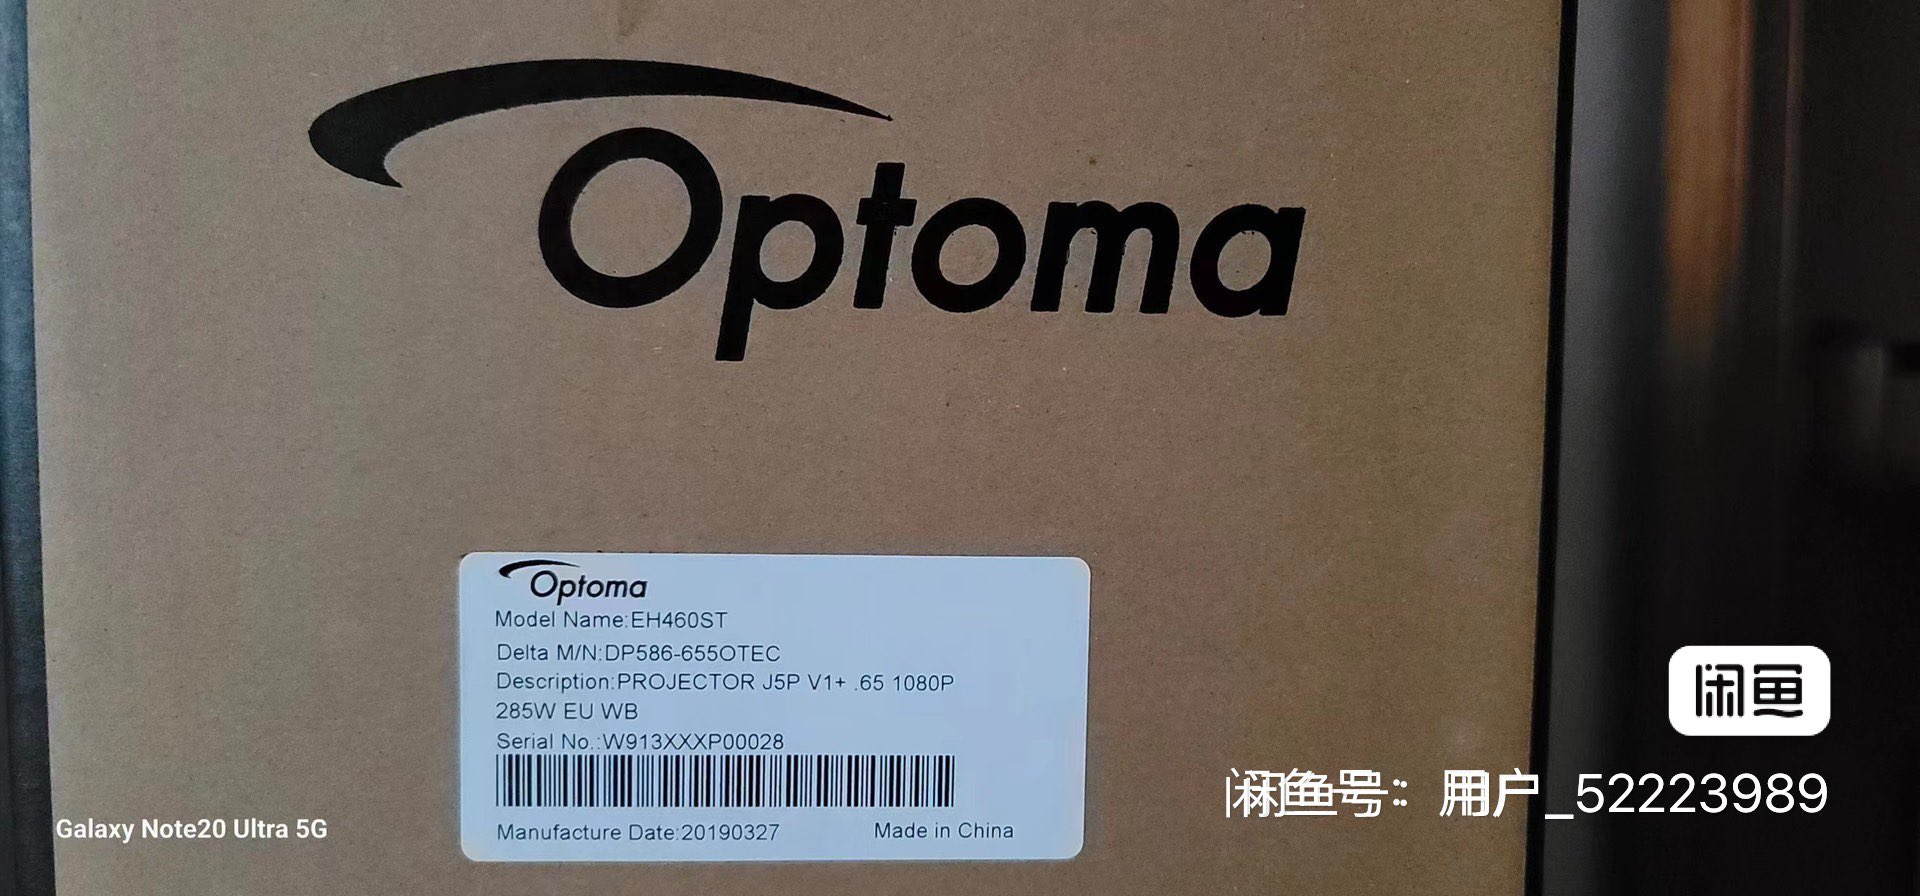 Optoma
Optoma
Model Name:EH460ST
Delta M/N:DP586-655OTEC
Description:PROJECTOR J5P V1+ .65 1080P
285W EU WB
Serial No.:W913XXXP00028
Manufacture Date:20190327
Made in China
闲鱼
闲鱼号：用户_52223989
Galaxy Note20 Ultra 5G